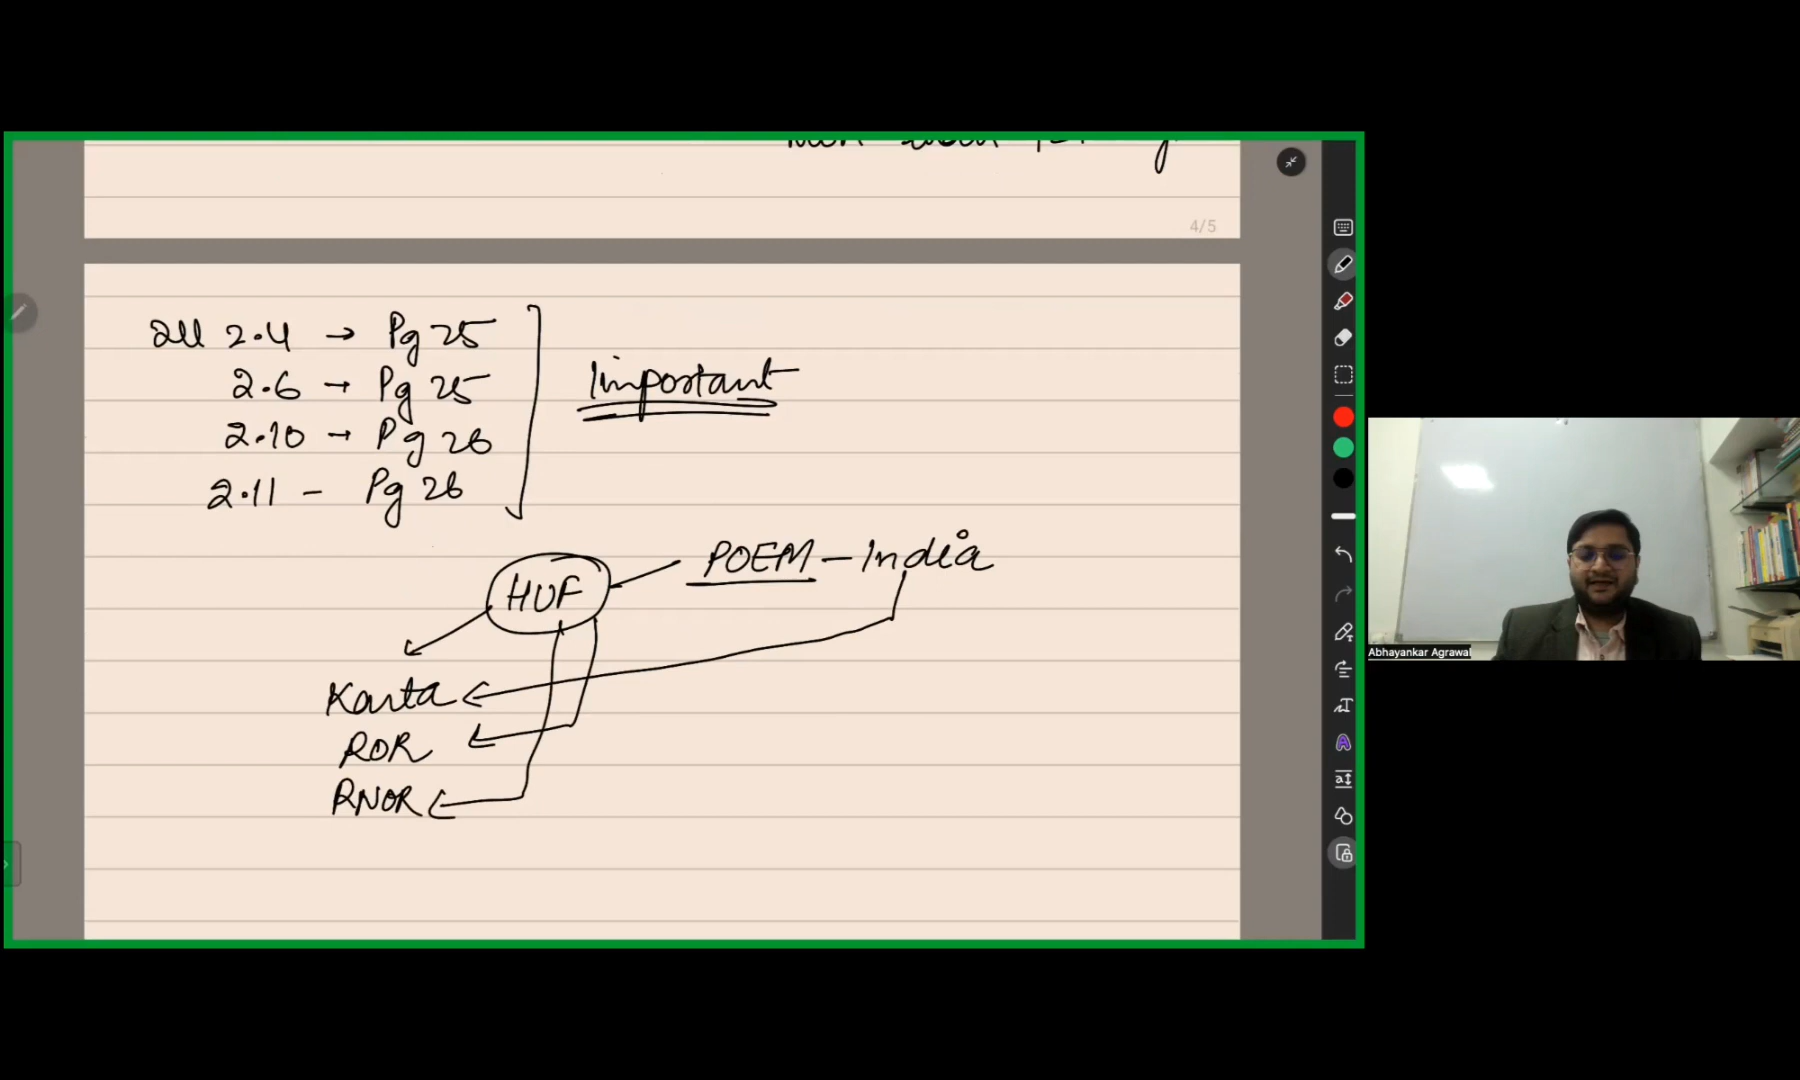 4/5
all 2.4 → Pg 25
2.6 → Pg 25
2.10 → Pg 26
2.11 - Pg 26
Important
POEM - India
HUF
Karta
ROR
RNOR
Abhayankar Agrawal